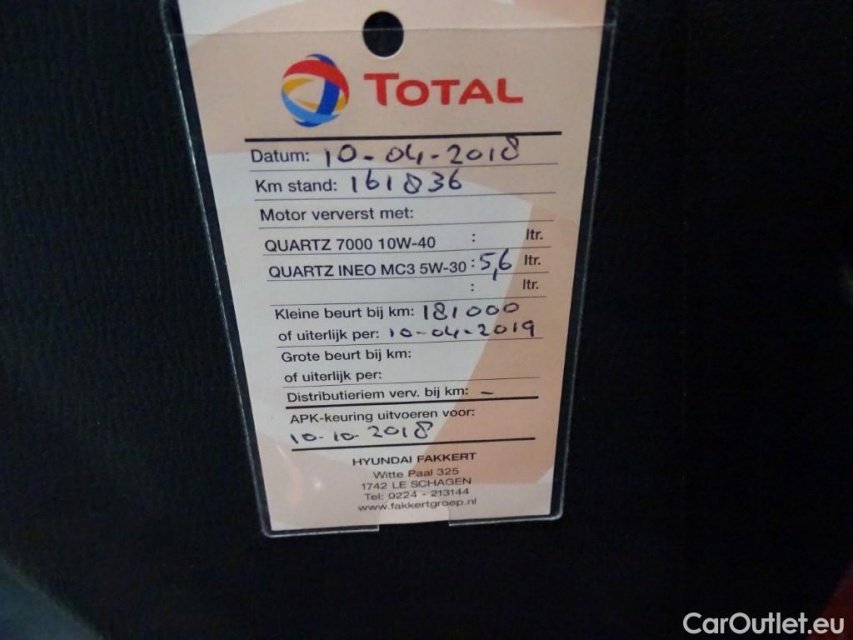 TOTAL
Datum: 10-04-2018
Km stand: 161836
Motor ververst met:
QUARTZ 7000 10W-40 : ltr.
QUARTZ INEO MC3 5W-30 : 5,6 ltr.
: ltr.
Kleine beurt bij km: 181000
of uiterlijk per: 10-04-2019
Grote beurt bij km:
of uiterlijk per:
Distributieriem verv. bij km: -
APK-keuring uitvoeren voor:
10-10-2018
HYUNDAI FAKKERT
Witte Paal 325
1742 LE SCHAGEN
Tel: 0224 - 213144
www.fakkertgroep.nl
CarOutlet.eu